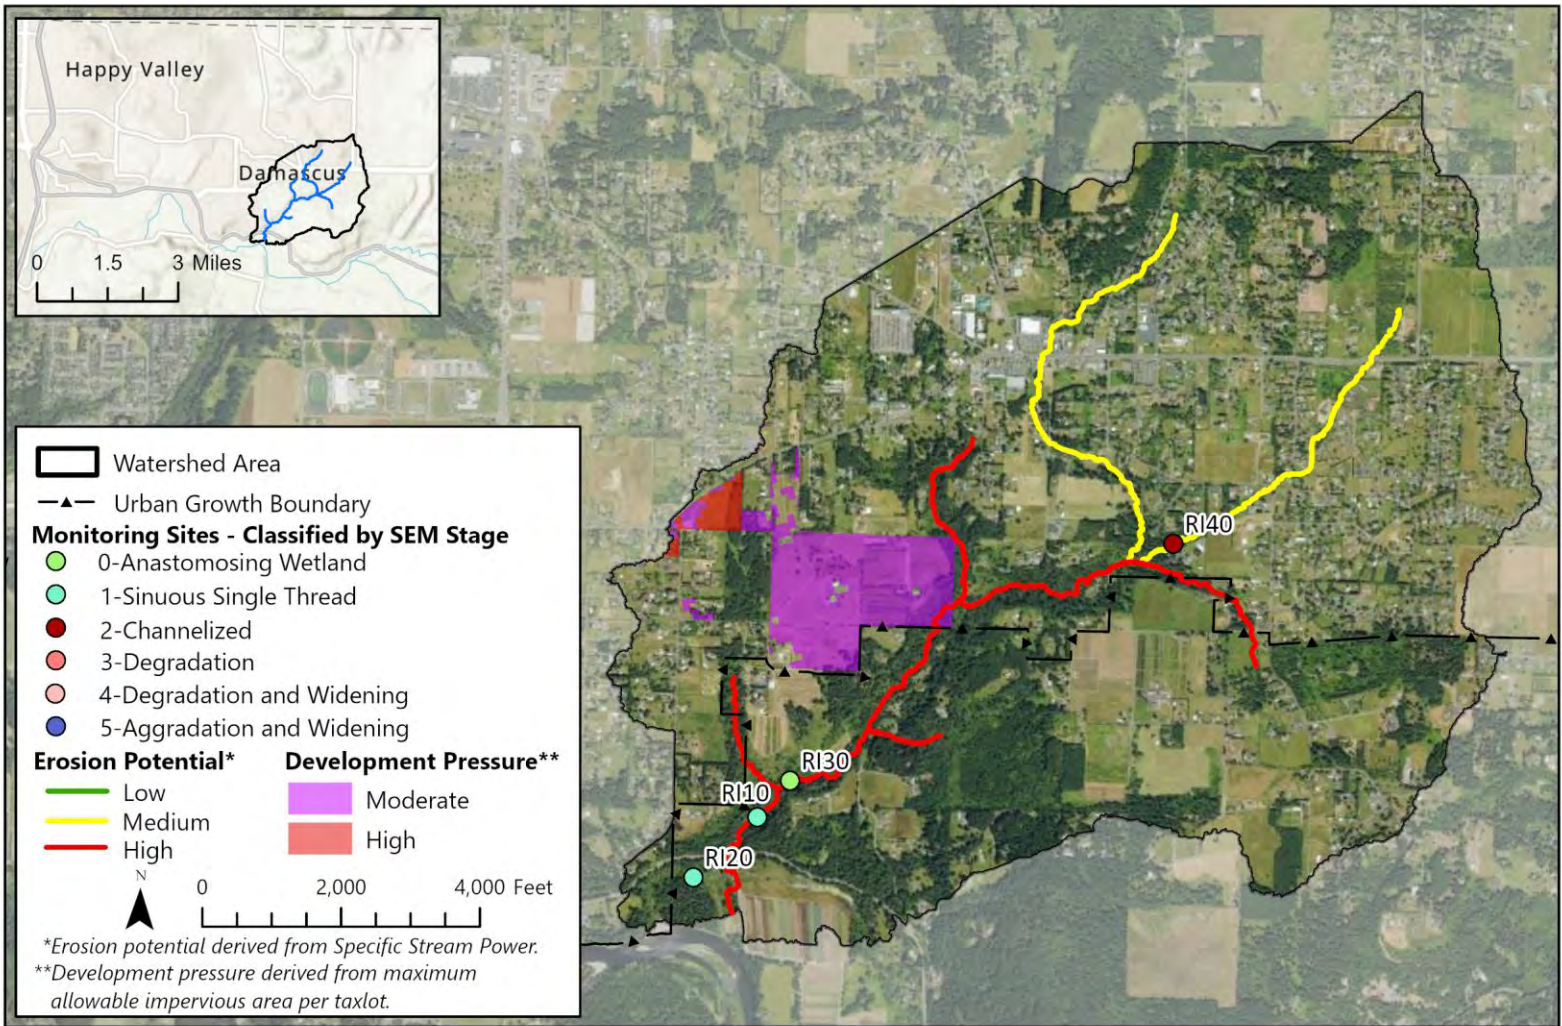 Happy Valley
Damascus
0 1.5 3 Miles
Watershed Area
Urban Growth Boundary
Monitoring Sites - Classified by SEM Stage
0-Anastomosing Wetland
1-Sinuous Single Thread
2-Channelized
3-Degradation
4-Degradation and Widening
5-Aggradation and Widening
Erosion Potential*
Low
Medium
High
Development Pressure**
Moderate
High
N
0 2,000 4,000 Feet
*Erosion potential derived from Specific Stream Power.
**Development pressure derived from maximum
allowable impervious area per taxlot.
RI40
RI30
RI10
RI20